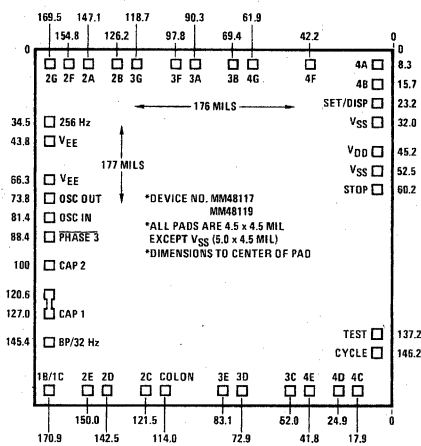 169.5 147.1 118.7 90.3 61.9
154.8 126.2 97.8 69.4 42.2
0 0
2G 2F 2A 2B 3G 3F 3A 3B 4G 4F 4A 8.3
4B 15.7
176 MILS
SET/DISP 23.2
34.5 256 Hz VSS 32.0
43.8 VEE
177 MILS
VDD 45.2
66.3 VEE VSS 52.5
73.8 OSC OUT STOP 60.2
*DEVICE NO. MM48117
MM48119
81.4 OSC IN
*ALL PADS ARE 4.5 x 4.5 MIL
88.4 PHASE 3
EXCEPT VSS (5.0 x 4.5 MIL)
*DIMENSIONS TO CENTER OF PAD
100 CAP 2
120.6
127.0 CAP 1
TEST 137.2
145.4 BP/32 Hz
CYCLE 146.2
1B/1C 2E 2D 2C COLON 3E 3D 3C 4E 4D 4C
150.0 121.5 83.1 52.0 24.9 0
170.9 142.5 114.0 72.9 41.8 17.9